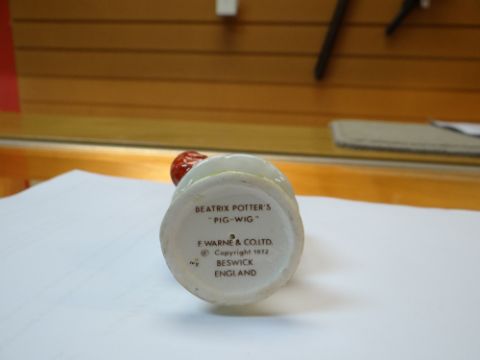 BEATRIX POTTER'S
"PIG-WIG"
F. WARNE & CO. LTD.
© Copyright 1972
BESWICK
ENGLAND